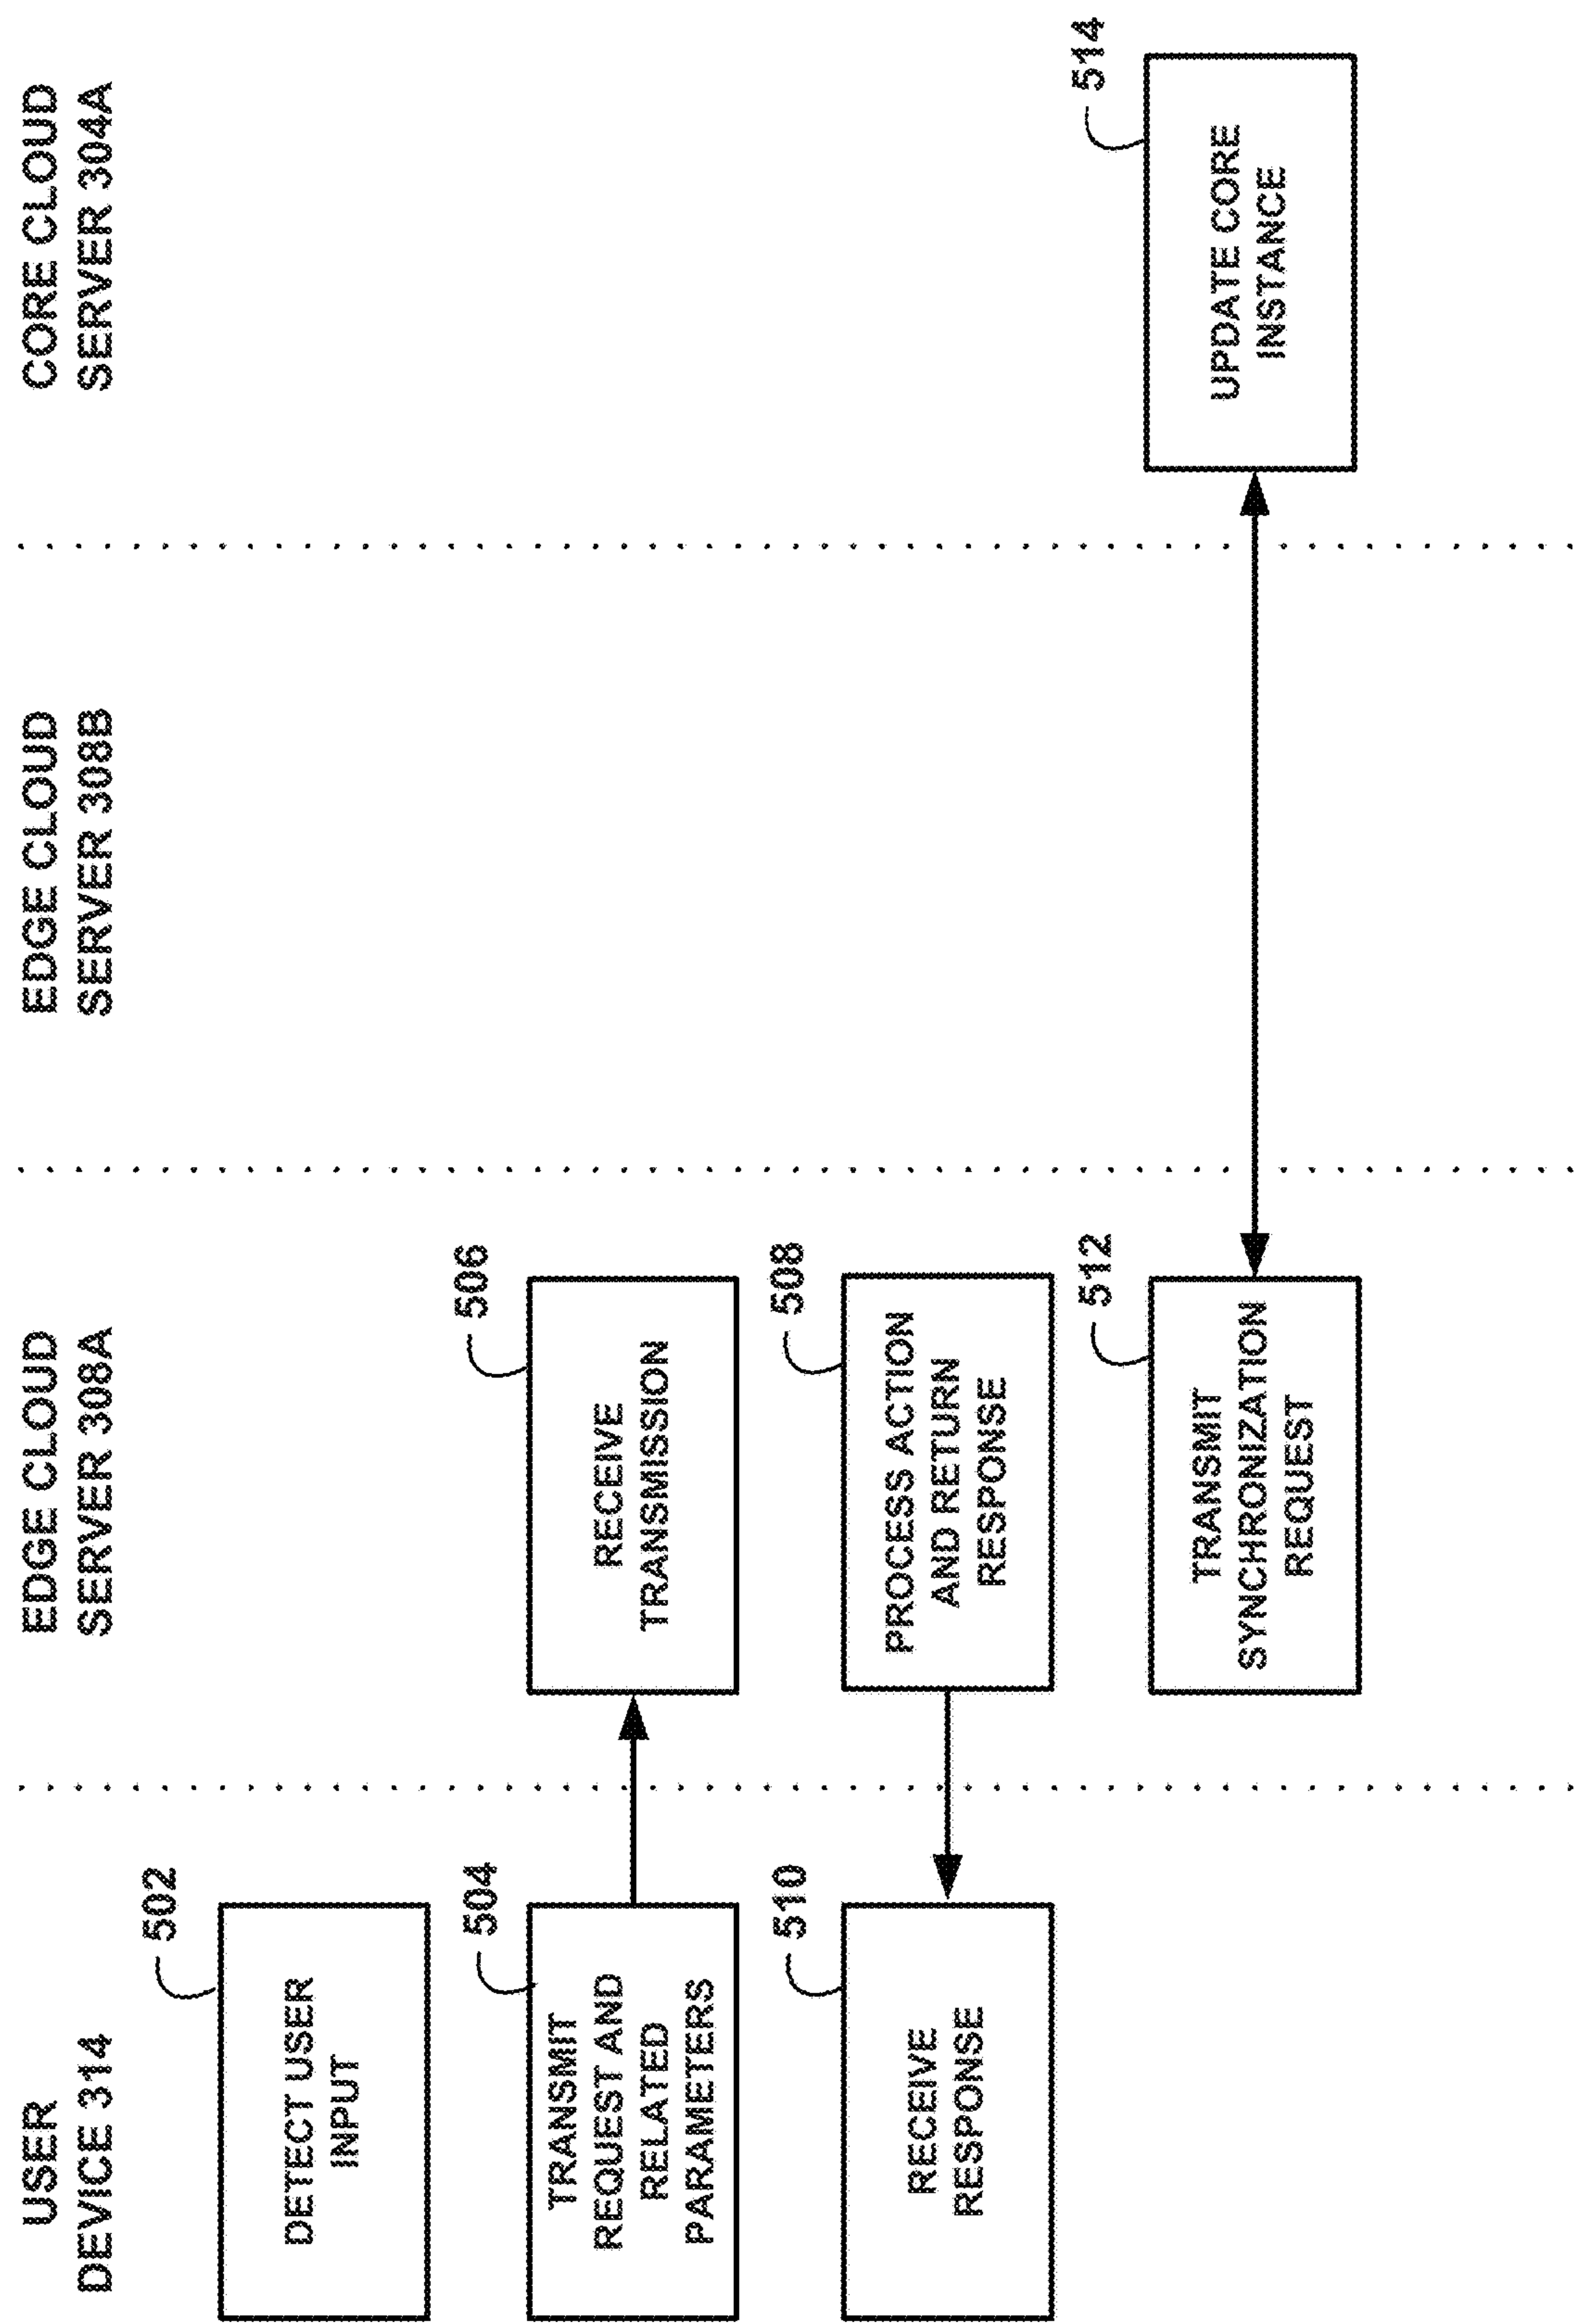 USER
DEVICE 314
EDGE CLOUD
SERVER 308A
EDGE CLOUD
SERVER 308B
CORE CLOUD
SERVER 304A
502
DETECT USER
INPUT
504
TRANSMIT
REQUEST AND
RELATED
PARAMETERS
506
RECEIVE
TRANSMISSION
510
RECEIVE
RESPONSE
508
PROCESS ACTION
AND RETURN
RESPONSE
512
TRANSMIT
SYNCHRONIZATION
REQUEST
514
UPDATE CORE
INSTANCE